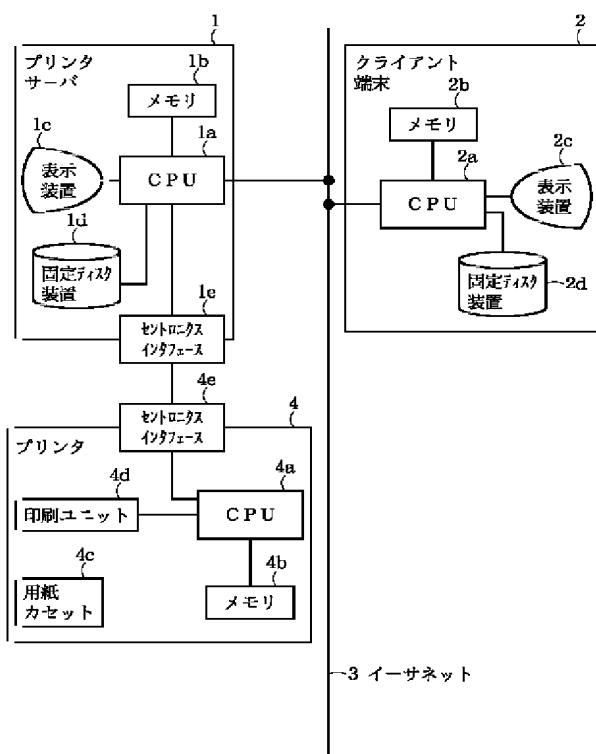 1
プリンタ
サーバ
1b
メモリ
1a
CPU
1c
表示
装置
1d
固定ディスク
装置
1e
セントロニクス
インタフェース
2
クライアント
端末
2b
メモリ
2a
CPU
2c
表示
装置
固定ディスク
装置
2d
4e
セントロニクス
インタフェース
4
プリンタ
4a
CPU
4d
印刷ユニット
4b
メモリ
4c
用紙
カセット
3 イーサネット